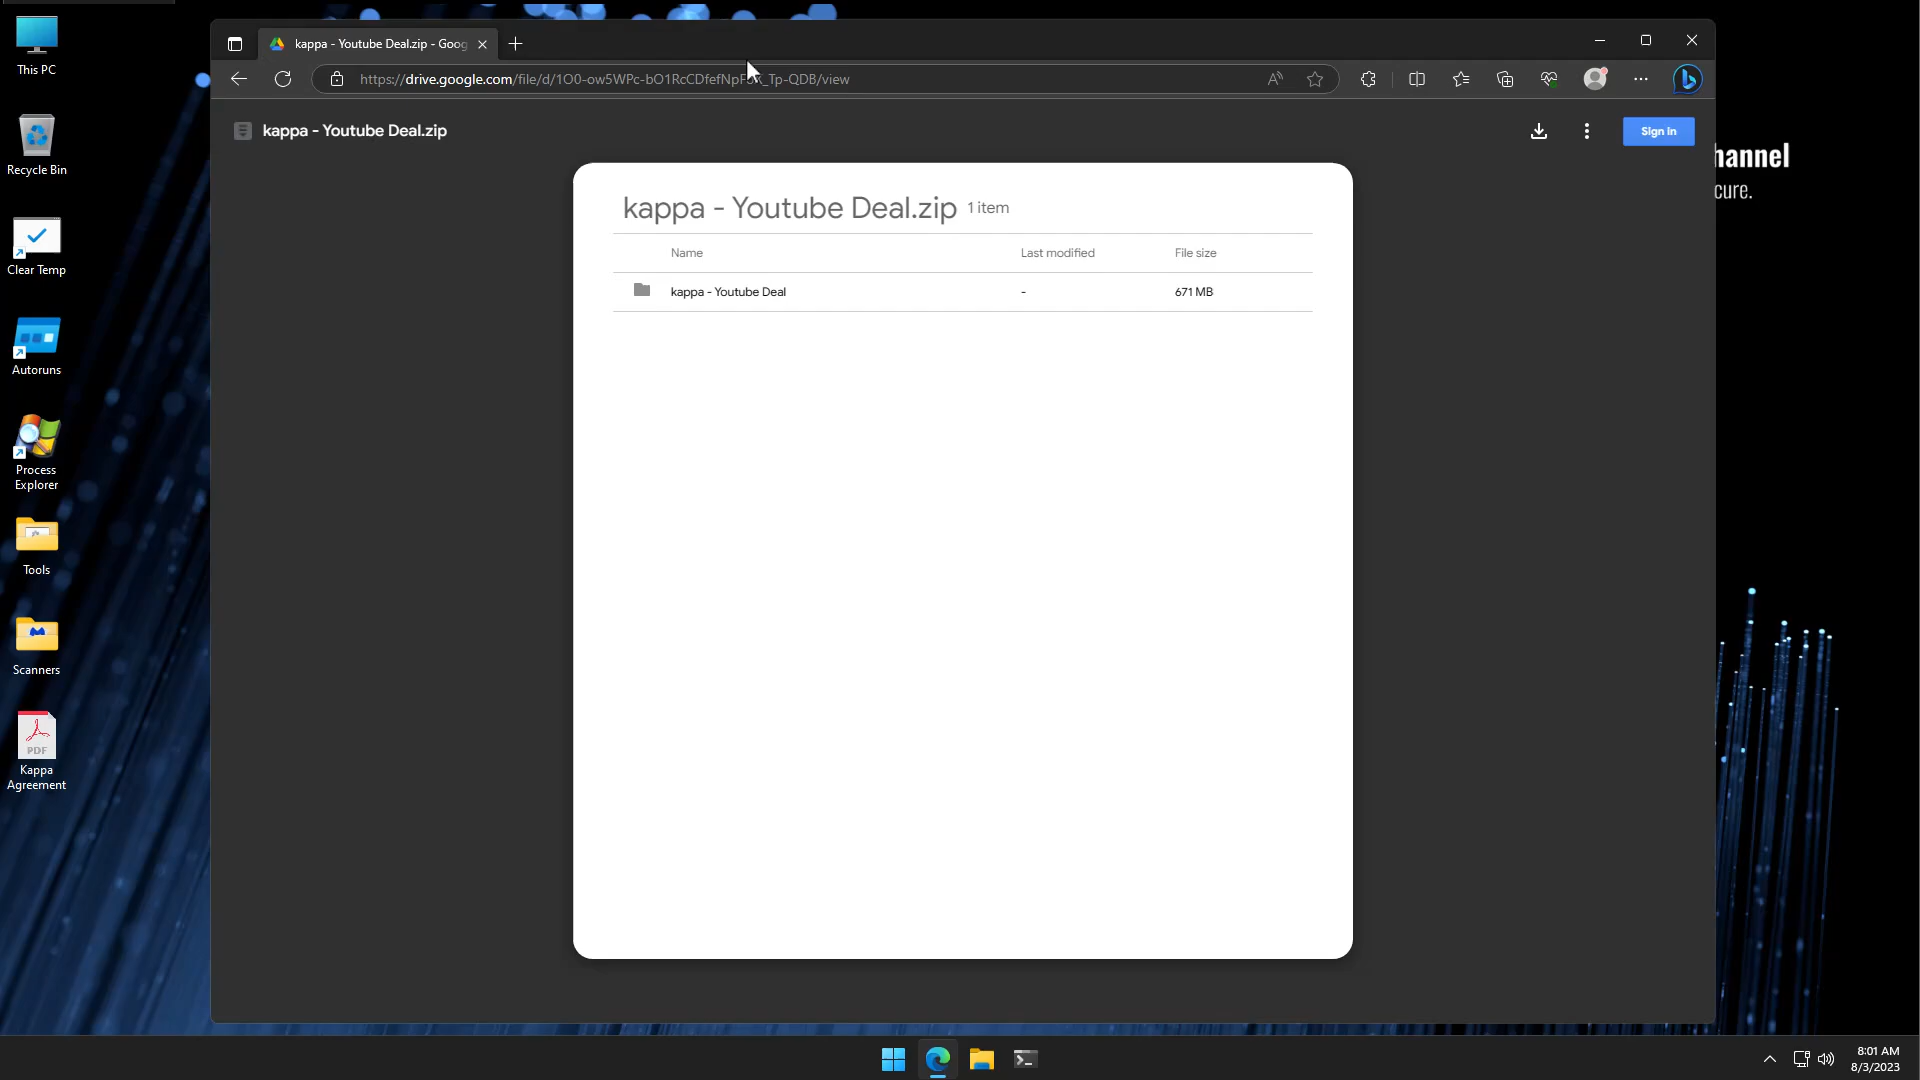 This PC
Recycle Bin
Clear Temp
Autoruns
Process
Explorer
Tools
Scanners
PDF
Kappa
Agreement
kappa - Youtube Deal.zip - Goog
https://drive.google.com/file/d/1O0-ow5WPc-bO1RcCDfefNpF _Tp-QDB/view
kappa - Youtube Deal.zip
Sign in
kappa - Youtube Deal.zip 1 item
Name Last modified File size
kappa - Youtube Deal - 671 MB
hannel
cure.
8:01 AM
8/3/2023